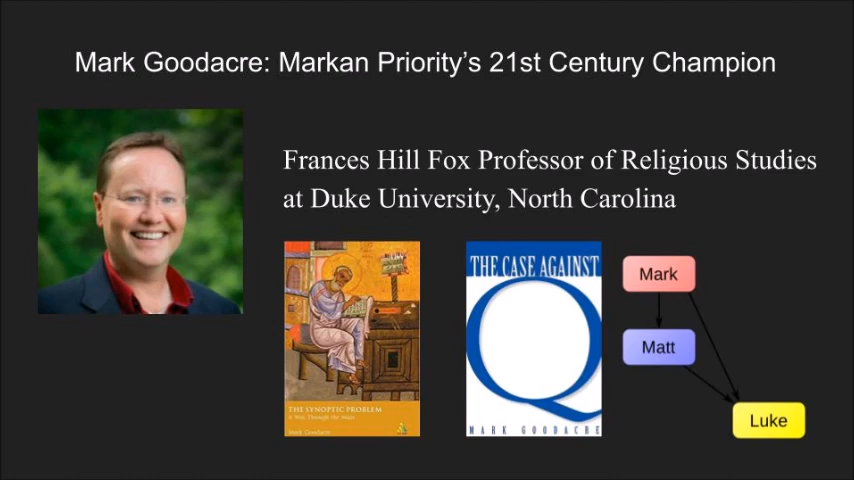 Mark Goodacre: Markan Priority's 21st Century Champion
Frances Hill Fox Professor of Religious Studies
at Duke University, North Carolina
THE SYNOPTIC PROBLEM
A Way Through the Maze
Mark Goodacre
THE CASE AGAINST
Q
MARK GOODACRE
Mark
Matt
Luke